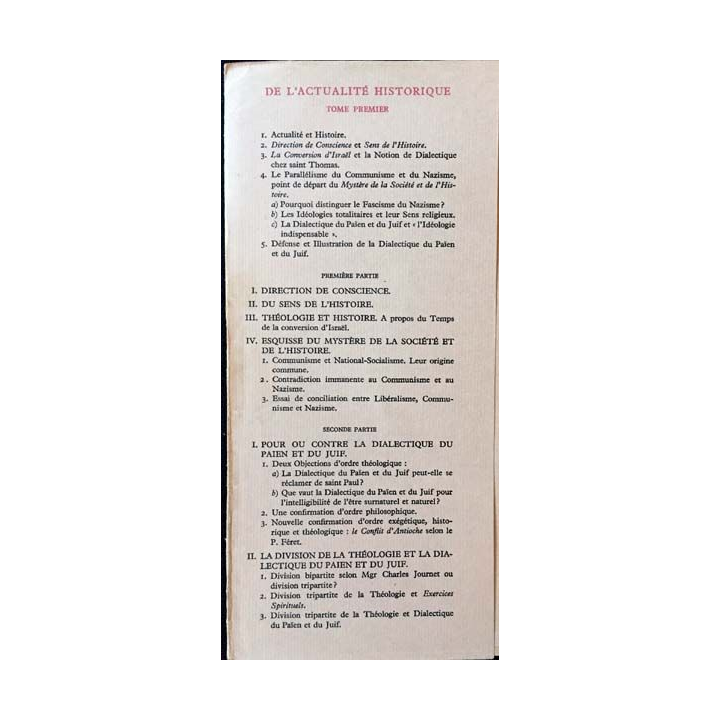 DE L'ACTUALITÉ HISTORIQUE
TOME PREMIER
1. Actualité et Histoire.
2. Direction de Conscience et Sens de l'Histoire.
3. La Conversion d'Israël et la Notion de Dialectique
chez saint Thomas.
4. Le Parallélisme du Communisme et du Nazisme,
point de départ du Mystère de la Société et de l'His-
toire.
a) Pourquoi distinguer le Fascisme du Nazisme?
b) Les Idéologies totalitaires et leur Sens religieux.
c) La Dialectique du Païen et du Juif et « l'Idéologie
indispensable ».
5. Défense et Illustration de la Dialectique du Païen
et du Juif.
PREMIÈRE PARTIE
I. DIRECTION DE CONSCIENCE.
II. DU SENS DE L'HISTOIRE.
III. THÉOLOGIE ET HISTOIRE. A propos du Temps
de la conversion d'Israël.
IV. ESQUISSE DU MYSTÈRE DE LA SOCIÉTÉ ET
DE L'HISTOIRE.
1. Communisme et National-Socialisme. Leur origine
commune.
2. Contradiction immanente au Communisme et au
Nazisme.
3. Essai de conciliation entre Libéralisme, Commu-
nisme et Nazisme.
SECONDE PARTIE
I. POUR OU CONTRE LA DIALECTIQUE DU
PAIEN ET DU JUIF.
1. Deux Objections d'ordre théologique :
a) La Dialectique du Païen et du Juif peut-elle se
réclamer de saint Paul?
b) Que vaut la Dialectique du Païen et du Juif pour
l'intelligibilité de l'être surnaturel et naturel?
2. Une confirmation d'ordre philosophique.
3. Nouvelle confirmation d'ordre exégétique, histo-
rique et théologique : le Conflit d'Antioche selon le
P. Féret.
II. LA DIVISION DE LA THÉOLOGIE ET LA DIA-
LECTIQUE DU PAIEN ET DU JUIF.
1. Division bipartite selon Mgr Charles Journet ou
division tripartite?
2. Division tripartite de la Théologie et Exercices
Spirituels.
3. Division tripartite de la Théologie et Dialectique
du Païen et du Juif.